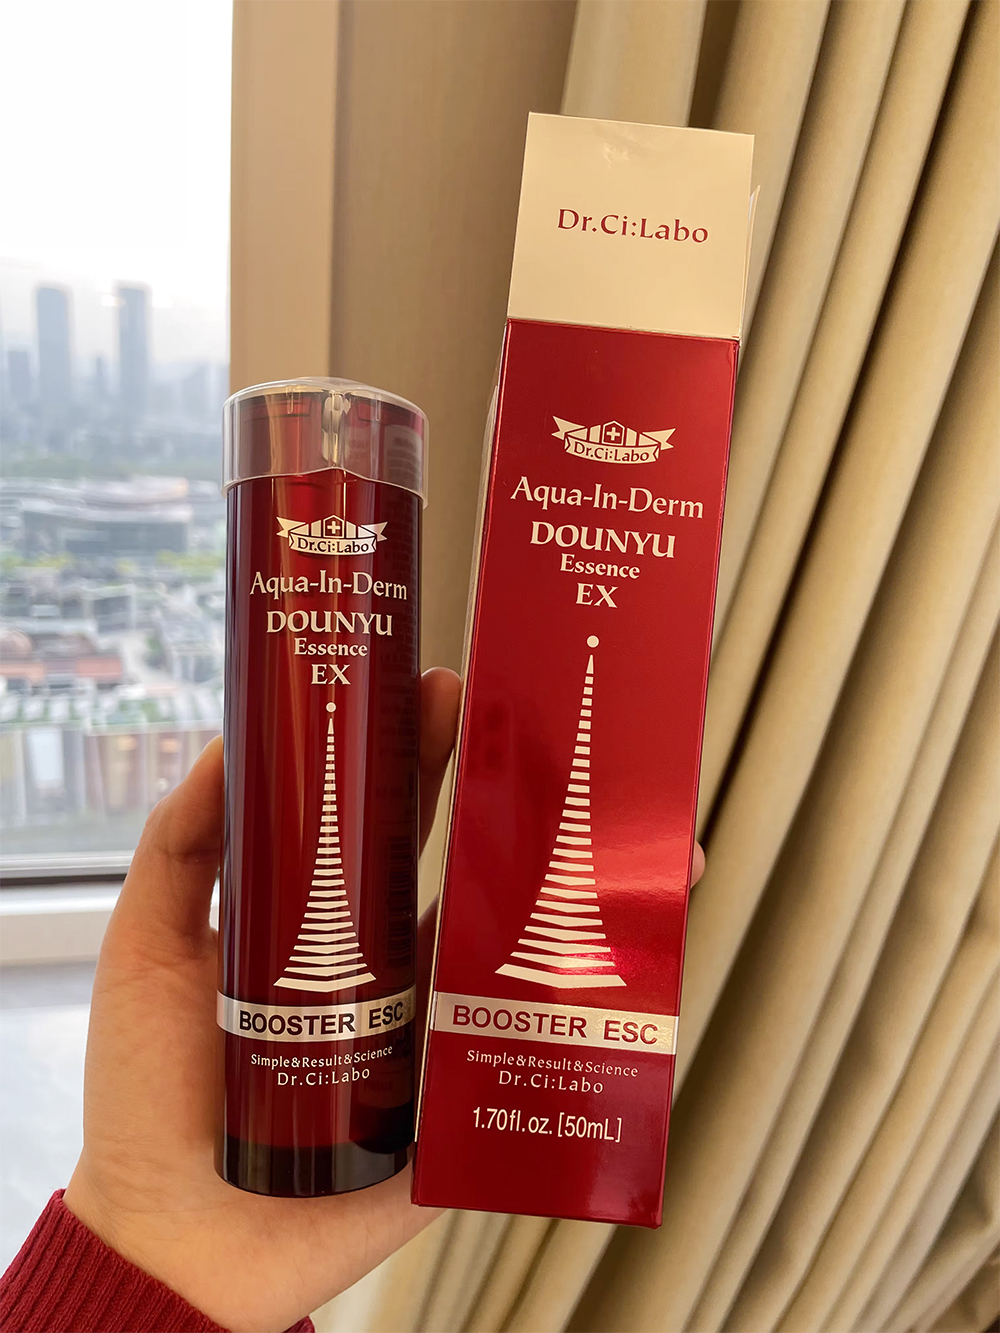 Dr.Ci:Labo
Aqua-In-Derm
DOUNYU
Essence
EX
BOOSTER ESC
Simple&Result&Science
Dr.Ci:Labo
Dr.Ci:Labo
Dr.Ci:Labo
Aqua-In-Derm
DOUNYU
Essence
EX
BOOSTER ESC
Simple&Result&Science
Dr.Ci:Labo
1.70fl.oz.[50mL]